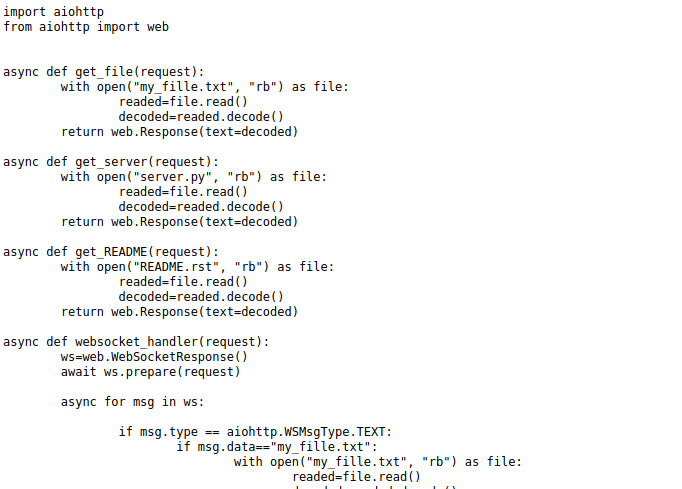 import aiohttp
from aiohttp import web
async def get_file(request):
with open("my_fille.txt", "rb") as file:
readed=file.read()
decoded=readed.decode()
return web.Response(text=decoded)
async def get_server(request):
with open("server.py", "rb") as file:
readed=file.read()
decoded=readed.decode()
return web.Response(text=decoded)
async def get_README(request):
with open("README.rst", "rb") as file:
readed=file.read()
decoded=readed.decode()
return web.Response(text=decoded)
async def websocket_handler(request):
ws=web.WebSocketResponse()
await ws.prepare(request)
async for msg in ws:
if msg.type == aiohttp.WSMsgType.TEXT:
if msg.data=="my_fille.txt":
with open("my_fille.txt", "rb") as file:
readed=file.read()